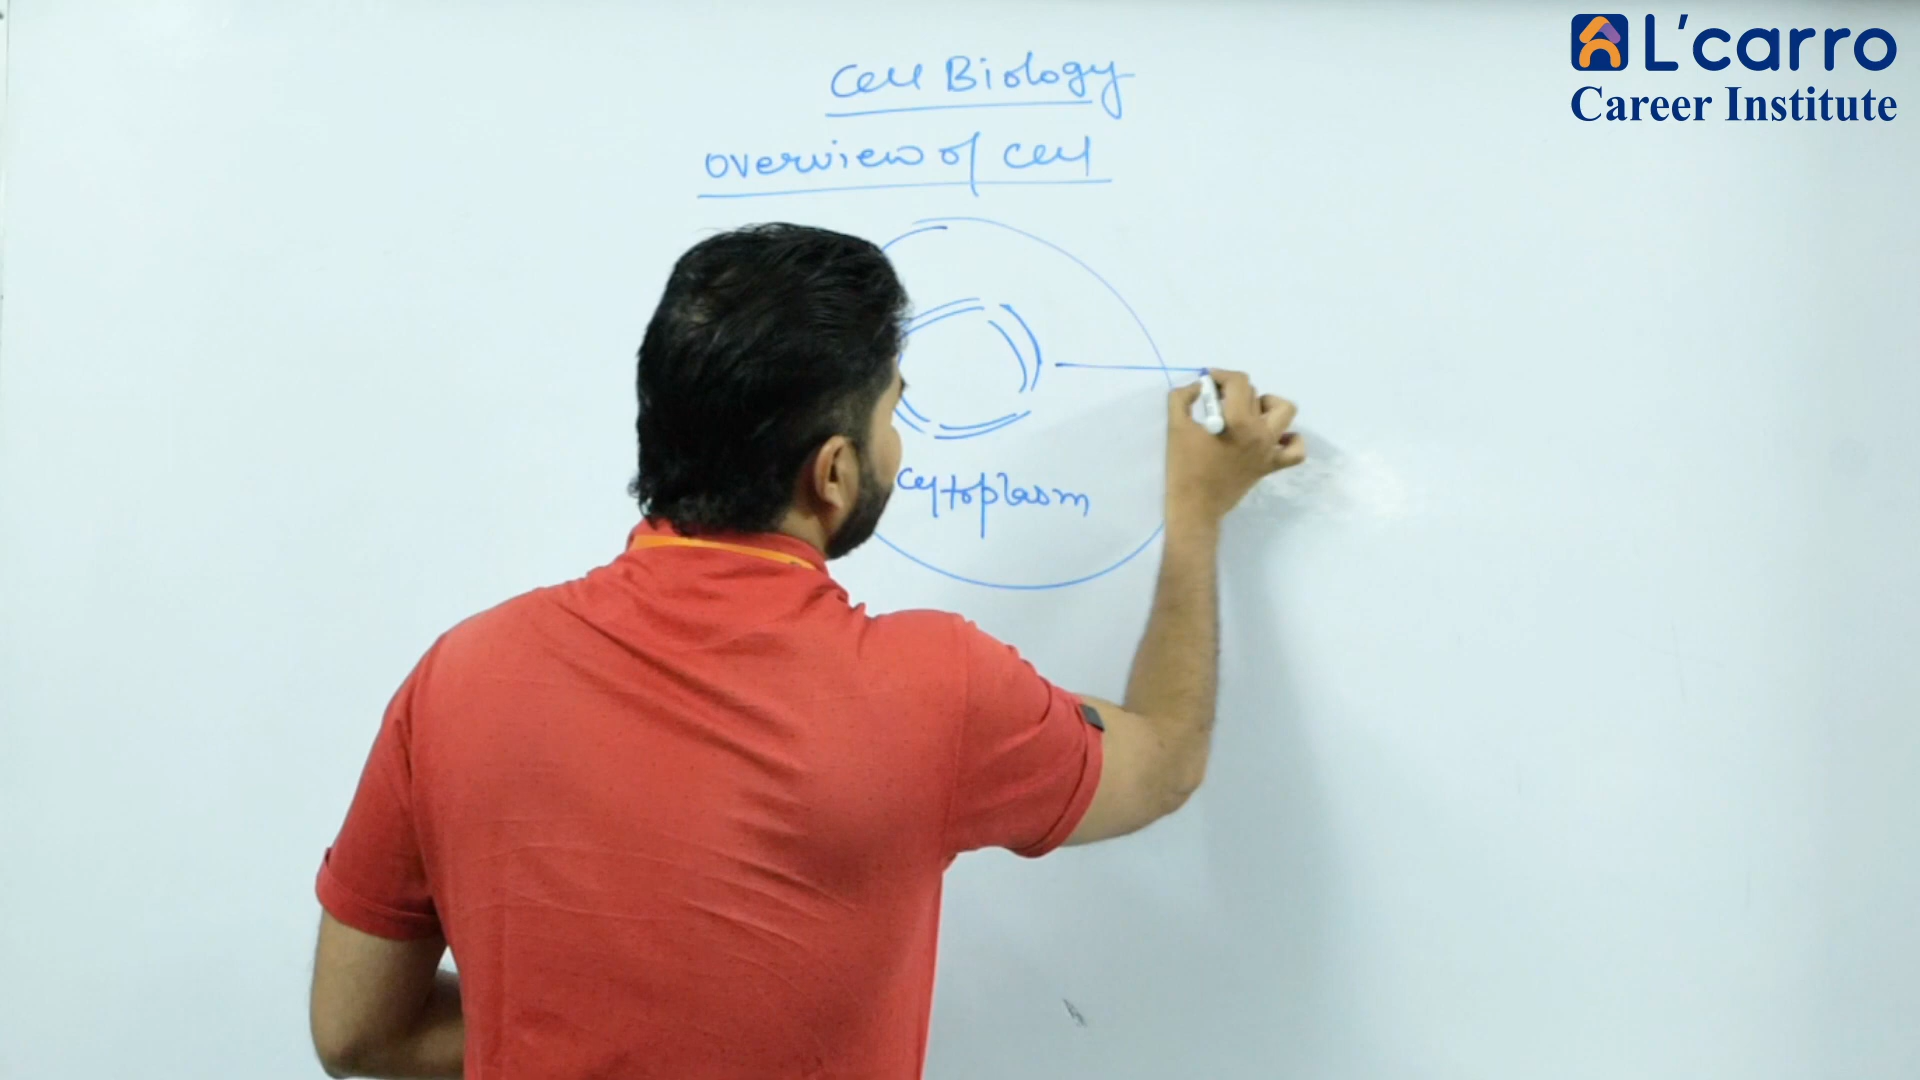 L'carro
Career Institute
Cell Biology
overview of cell
cytoplasm